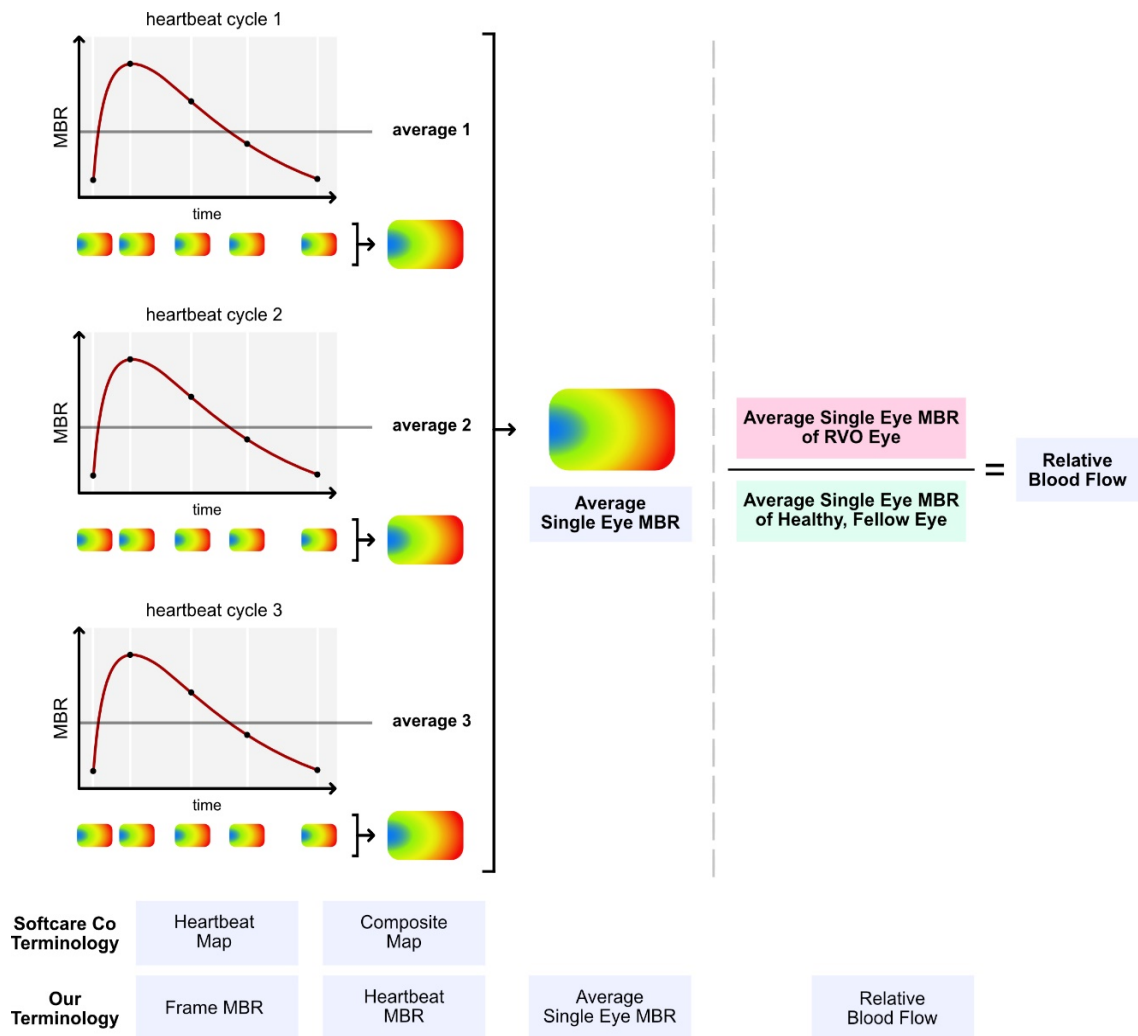 heartbeat cycle 1
MBR
average 1
time
heartbeat cycle 2
MBR
average 2
time
heartbeat cycle 3
MBR
average 3
time
Average
Single Eye MBR
Average Single Eye MBR
of RVO Eye
Average Single Eye MBR
of Healthy, Fellow Eye
=
Relative
Blood Flow
Softcare Co
Terminology
Heartbeat
Map
Composite
Map
Our
Terminology
Frame MBR
Heartbeat
MBR
Average
Single Eye MBR
Relative
Blood Flow